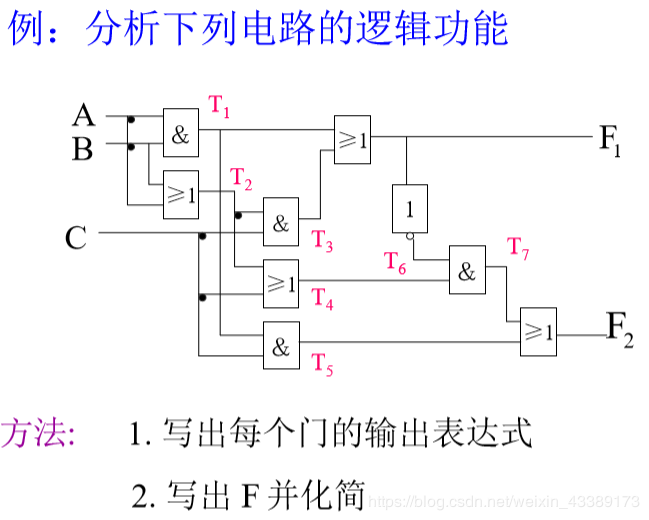 例：分析下列电路的逻辑功能
A
B
C
&
T1
≥1
T2
&
T3
≥1
T4
&
T5
≥1
F1
1
T6
&
T7
≥1
F2
方法: 1. 写出每个门的输出表达式
2. 写出 F 并化简
https://blog.csdn.net/weixin_43389173